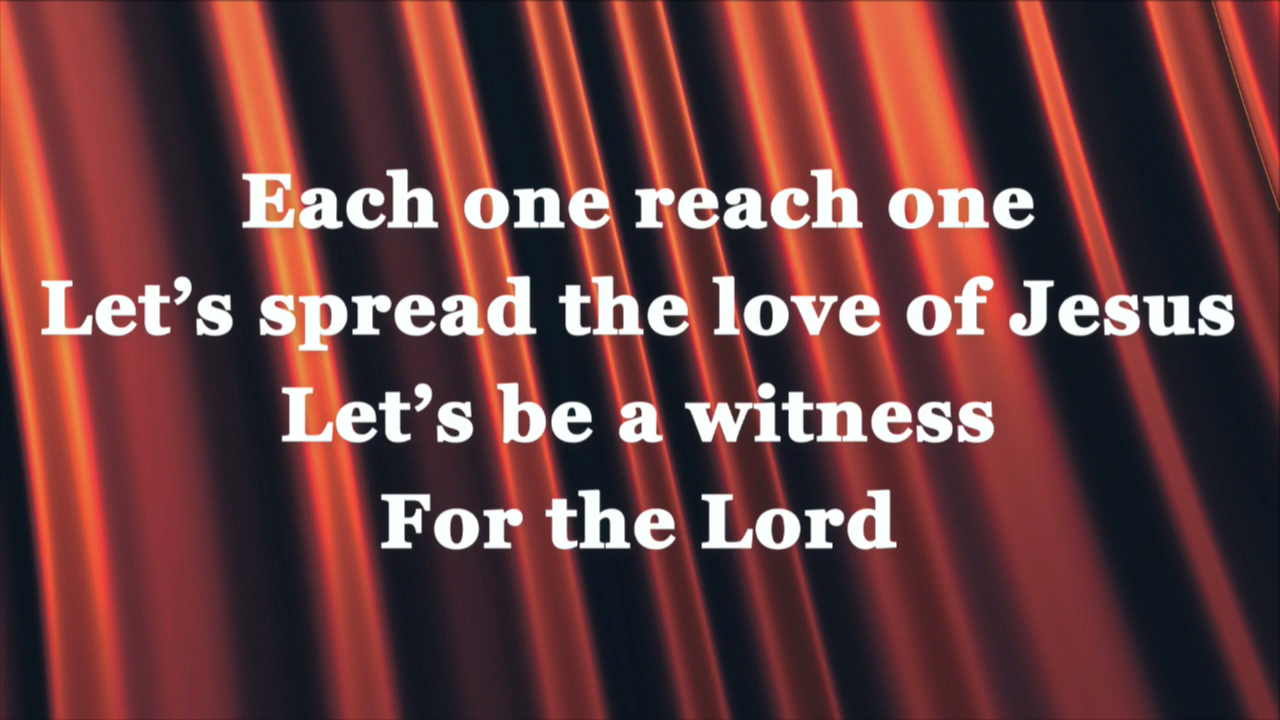 Each one reach one
Let’s spread the love of Jesus
Let’s be a witness
For the Lord